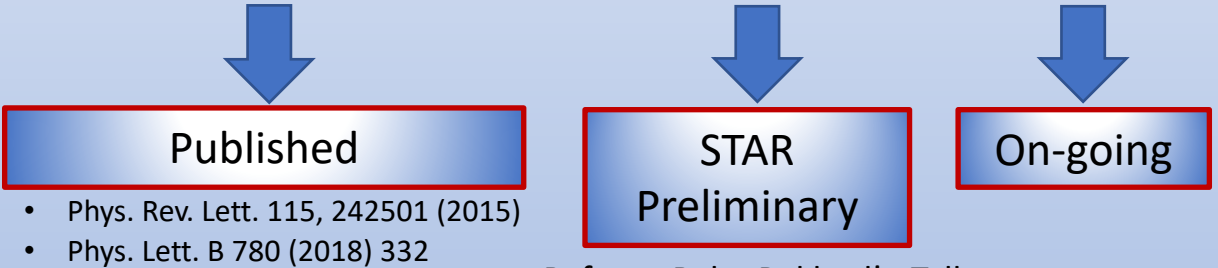 Published
STAR
Preliminary
On-going
• Phys. Rev. Lett. 115, 242501 (2015)
• Phys. Lett. B 780 (2018) 332